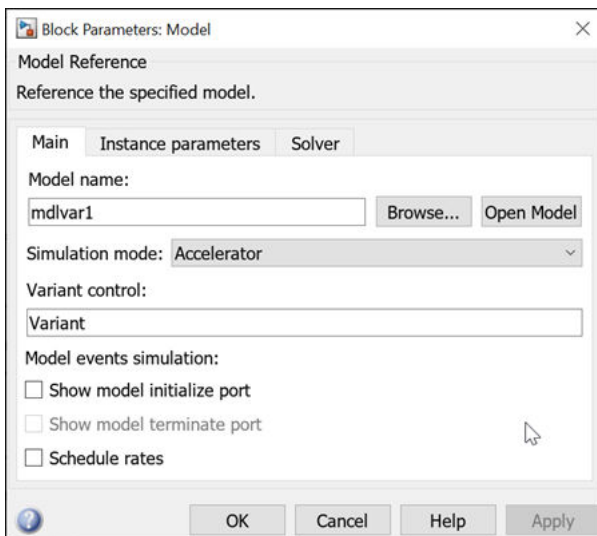 Block Parameters: Model
Model Reference
Reference the specified model.
Main Instance parameters Solver
Model name:
mdlvar1 Browse... Open Model
Simulation mode: Accelerator
Variant control:
Variant
Model events simulation:
Show model initialize port
Show model terminate port
Schedule rates
? OK Cancel Help Apply